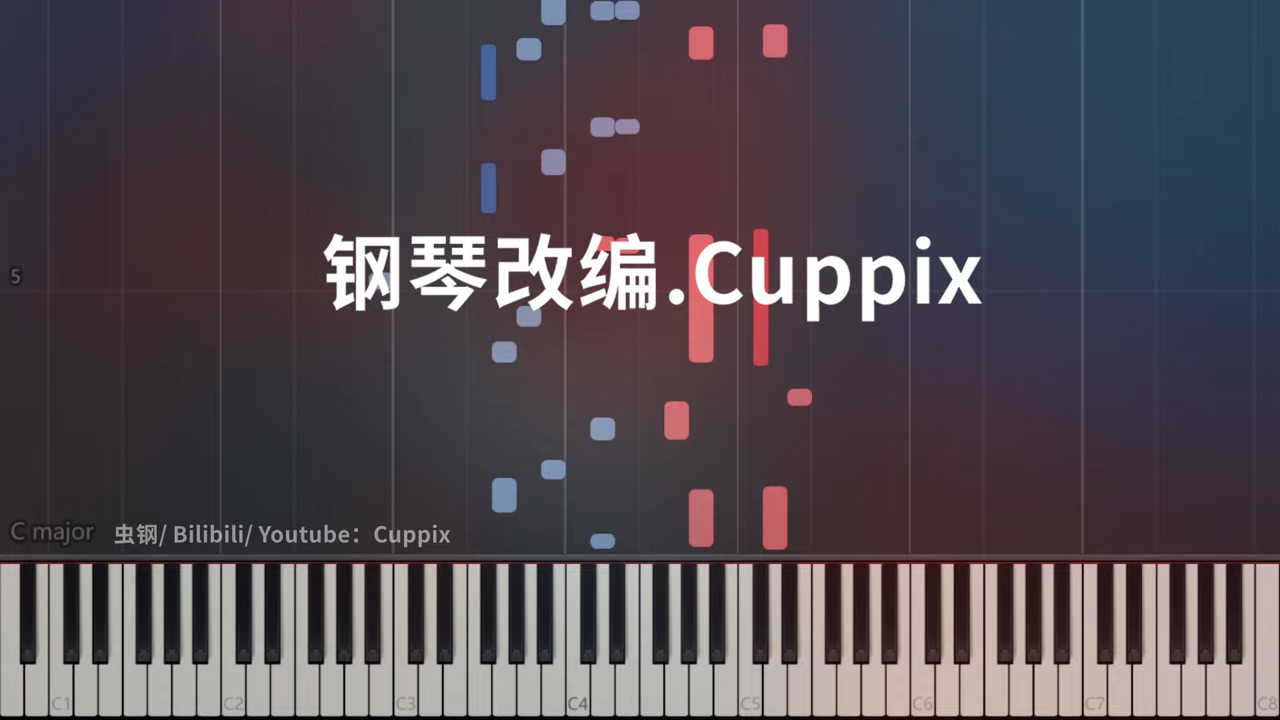 钢琴改编.Cuppix
5
C major
虫钢/ Bilibili/ Youtube：Cuppix
C1 C2 C3 C4 C5 C6 C7 C8